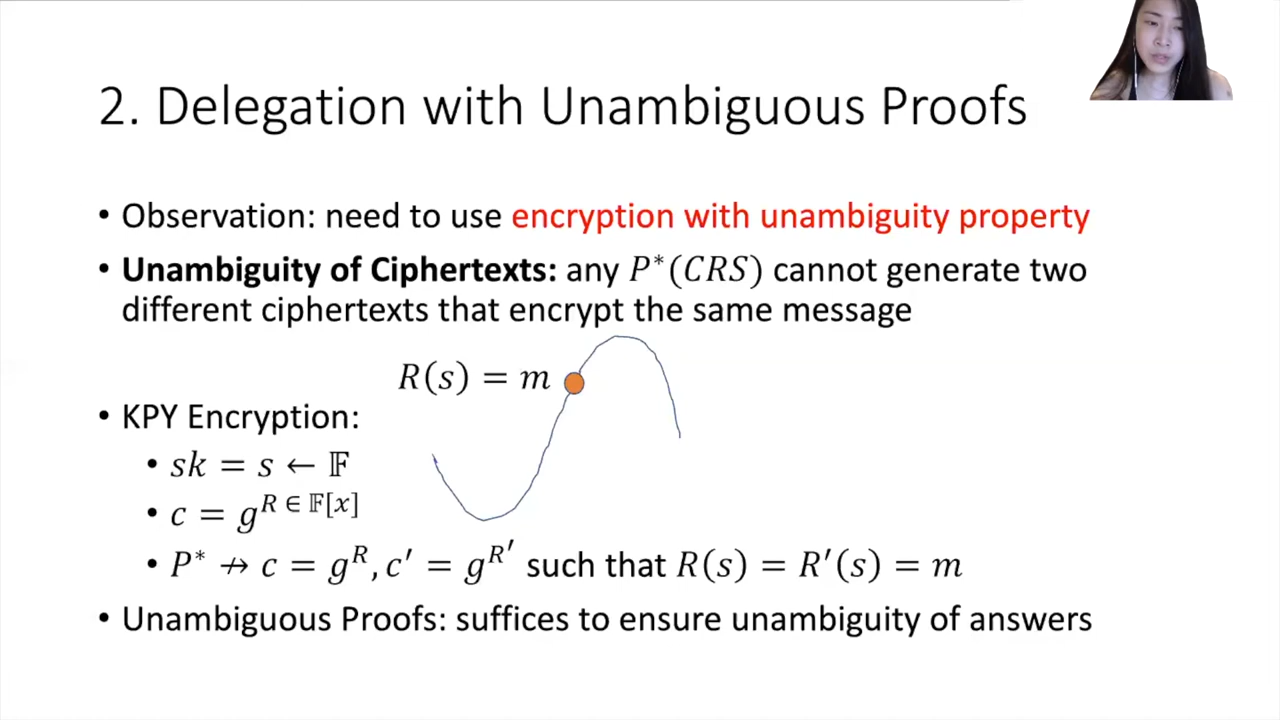 2. Delegation with Unambiguous Proofs
• Observation: need to use encryption with unambiguity property
• Unambiguity of Ciphertexts: any P*(CRS) cannot generate two
different ciphertexts that encrypt the same message
R(s) = m
• KPY Encryption:
• sk = s ← 𝔽
• c = g^{R ∈ 𝔽[x]}
• P* ↛ c = g^R, c′ = g^{R′} such that R(s) = R′(s) = m
• Unambiguous Proofs: suffices to ensure unambiguity of answers